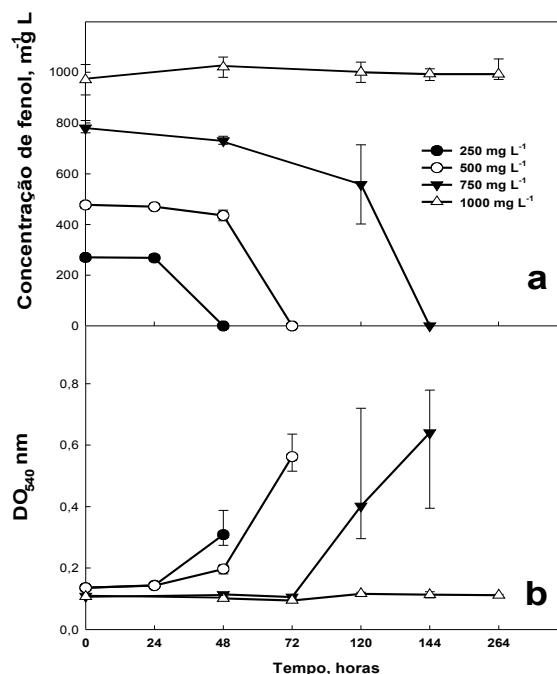 Concentração de fenol, m⁻¹g L
1000
800
600
400
200
0
250 mg L⁻¹
500 mg L⁻¹
750 mg L⁻¹
1000 mg L⁻¹
a
DO₅₄₀ nm
0,8
0,6
0,4
0,2
0,0
b
0 24 48 72 120 144 264
Tempo, horas